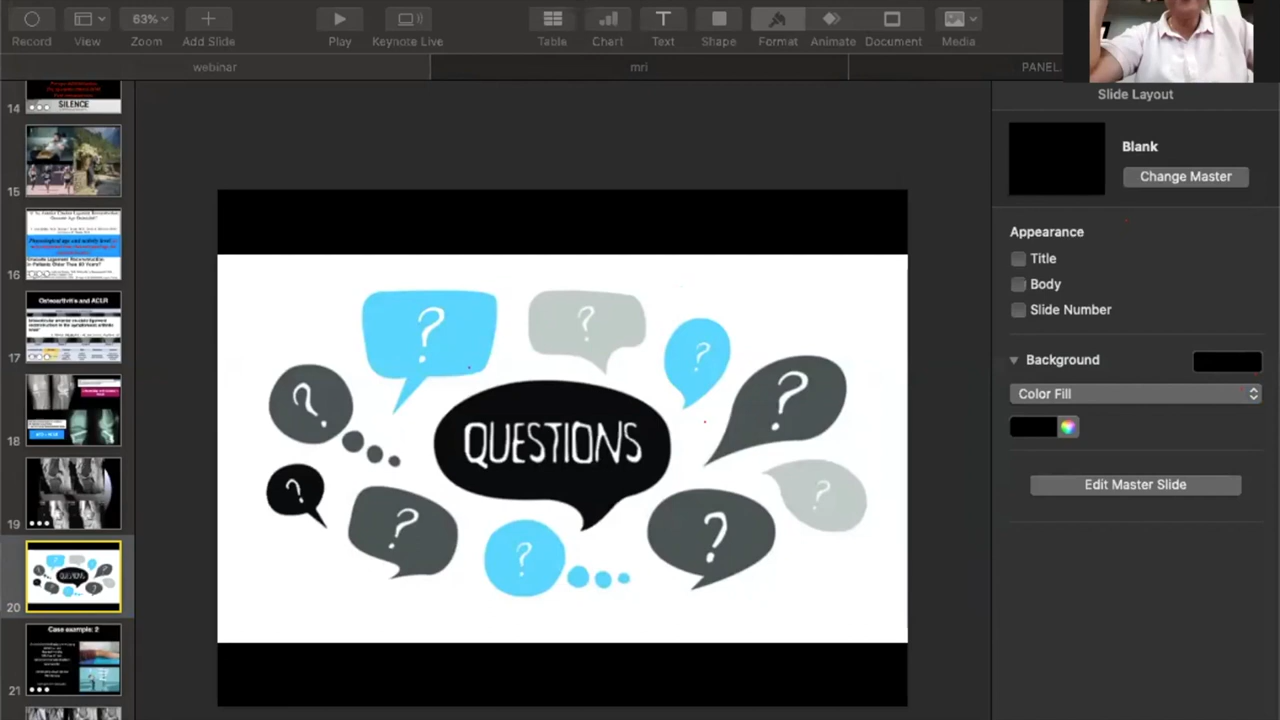 Record
View
63%
Zoom
Add Slide
Play
Keynote Live
Table
Chart
Text
Shape
Format
Animate
Document
Media
webinar
mri
PANEL
Slide Layout
Blank
Change Master
Appearance
Title
Body
Slide Number
Background
Color Fill
Edit Master Slide
14
SILENCE
15
16
17
Osteoarthritis and ACLR
18
19
20
QUESTIONS
21
Case example: 2
?
?
?
?
?
QUESTIONS
?
?
?
?
?
?